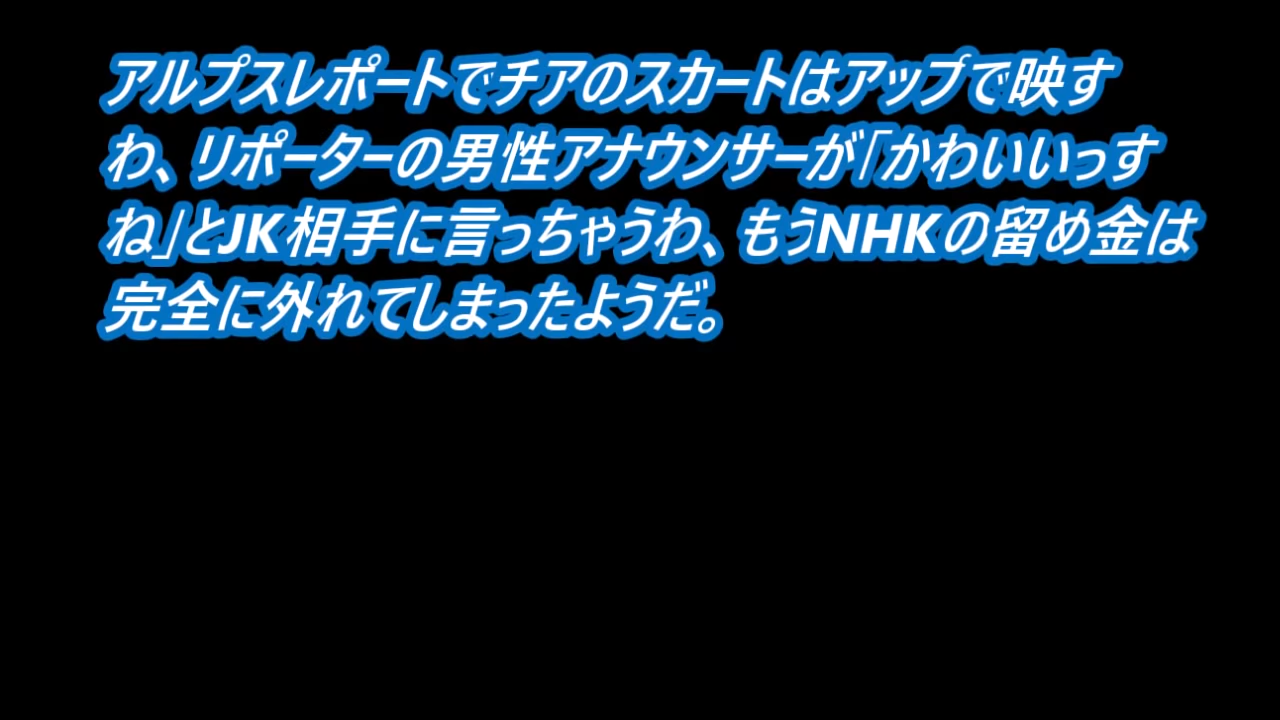 アルプスレポートでチアのスカートはアップで映す
わ、リポーターの男性アナウンサーが「かわいいっす
ね」とJK相手に言っちゃうわ、もうNHKの留め金は
完全に外れてしまったようだ。